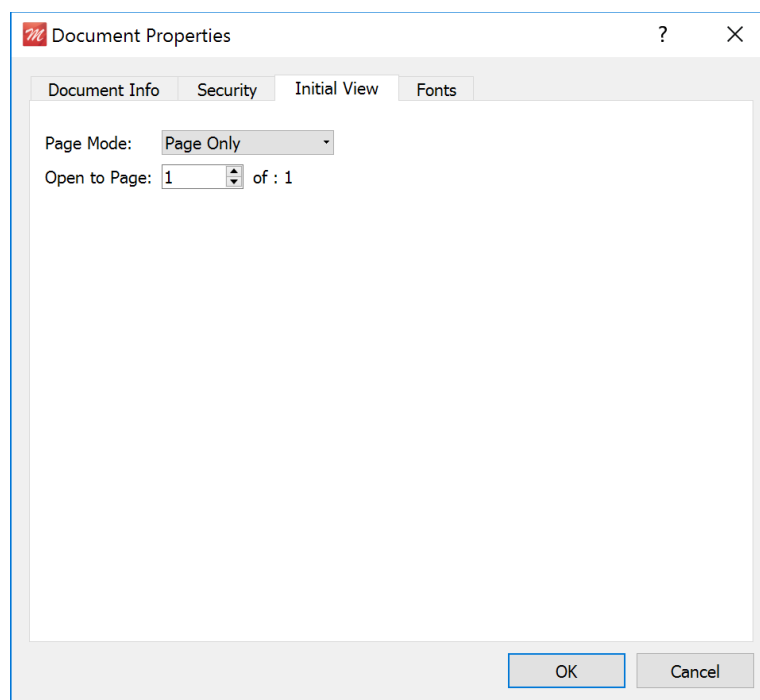 Document Properties ?
Document Info Security Initial View Fonts
Page Mode: Page Only
Open to Page: 1 of : 1
OK Cancel